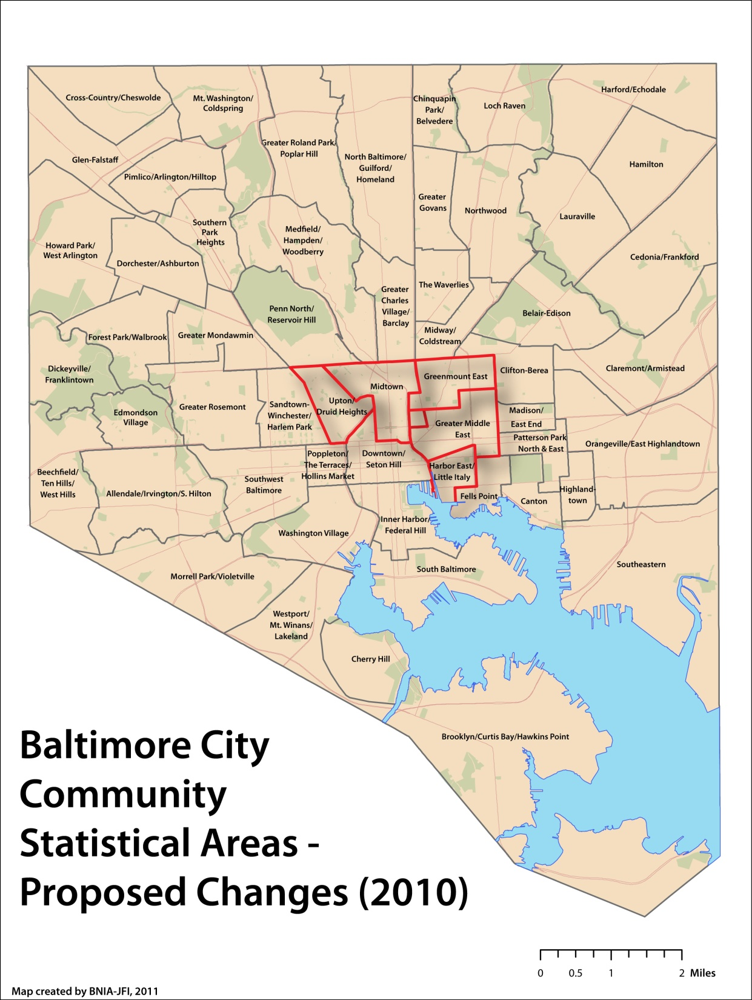 Cross-Country/Cheswolde
Mt. Washington/
Coldspring
Chinquapin
Park/
Belvedere
Loch Raven
Harford/Echodale
Glen-Falstaff
Greater Roland Park/
Poplar Hill
North Baltimore/
Guilford/
Homeland
Hamilton
Pimlico/Arlington/Hilltop
Greater
Govans
Northwood
Lauraville
Southern
Park
Heights
Medfield/
Hampden/
Woodberry
Howard Park/
West Arlington
Dorchester/Ashburton
Cedonia/Frankford
The Waverlies
Greater
Charles
Village/
Barclay
Penn North/
Reservoir Hill
Belair-Edison
Forest Park/Walbrook
Greater Mondawmin
Midway/
Coldstream
Dickeyville/
Franklintown
Greenmount East
Clifton-Berea
Claremont/Armistead
Midtown
Upton/
Druid Heights
Greater Rosemont
Sandtown-
Winchester/
Harlem Park
Edmondson
Village
Madison/
East End
Greater Middle
East
Patterson Park
North & East
Orangeville/East Highlandtown
Poppleton/
The Terraces/
Hollins Market
Downtown/
Seton Hill
Harbor East/
Little Italy
Beechfield/
Ten Hills/
West Hills
Allendale/Irvington/S. Hilton
Southwest
Baltimore
Fells Point
Canton
Highland-
town
Inner Harbor/
Federal Hill
Washington Village
South Baltimore
Southeastern
Morrell Park/Violetville
Westport/
Mt. Winans/
Lakeland
Cherry Hill
Brooklyn/Curtis Bay/Hawkins Point
Baltimore City
Community
Statistical Areas -
Proposed Changes (2010)
0 0.5 1 2 Miles
Map created by BNIA-JFI, 2011